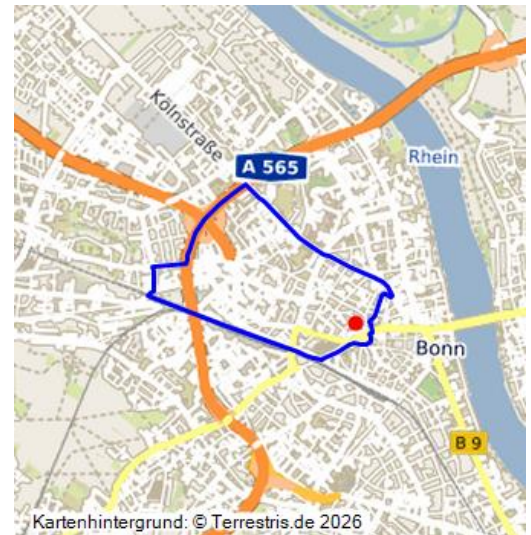 Kölnstraße
A 565
Rhein
Bonn
B 9
Kartenhintergrund: © Terrestris.de 2026